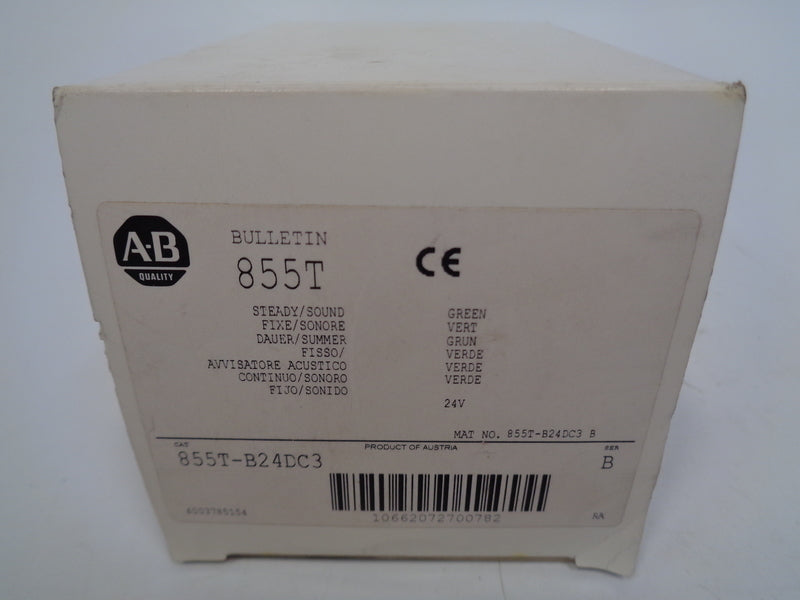 A-B
QUALITY
BULLETIN
855T
CE
STEADY/SOUND GREEN
FIXE/SONORE VERT
DAUER/SUMMER GRUN
FISSO/ VERDE
AVVISATORE ACUSTICO VERDE
CONTINUO/SONORO VERDE
FIJO/SONIDO
24V
MAT NO. 855T-B24DC3 B
CAT PRODUCT OF AUSTRIA SER
855T-B24DC3 B
10662072700782